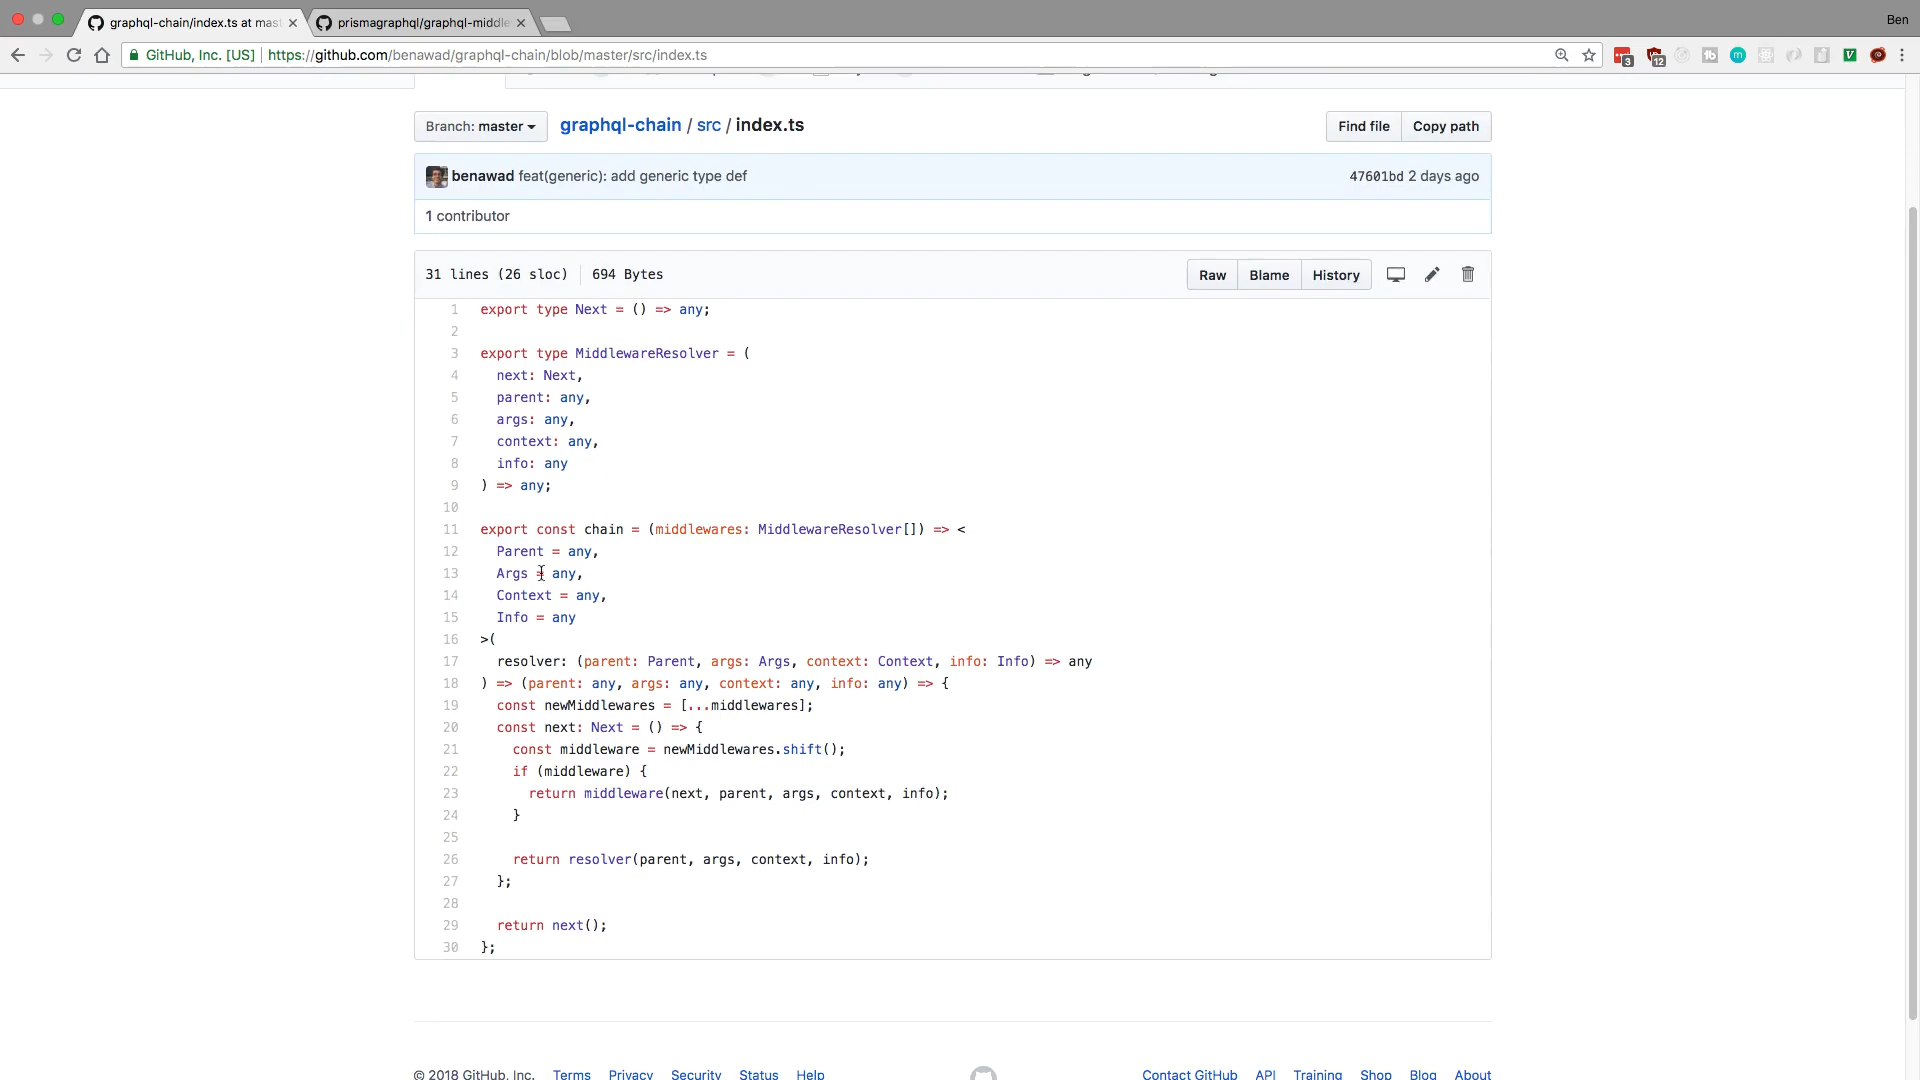 graphql-chain/index.ts at mast
prismagraphql/graphql-middle
Ben
GitHub, Inc. [US] https://github.com/benawad/graphql-chain/blob/master/src/index.ts
3
12
Branch: master
graphql-chain / src / index.ts
Find file
Copy path
benawad feat(generic): add generic type def
47601bd 2 days ago
1 contributor
31 lines (26 sloc) 694 Bytes
Raw
Blame
History
1 export type Next = () => any;
2
3 export type MiddlewareResolver = (
4 next: Next,
5 parent: any,
6 args: any,
7 context: any,
8 info: any
9 ) => any;
10
11 export const chain = (middlewares: MiddlewareResolver[]) => <
12 Parent = any,
13 Args = any,
14 Context = any,
15 Info = any
16 >(
17 resolver: (parent: Parent, args: Args, context: Context, info: Info) => any
18 ) => (parent: any, args: any, context: any, info: any) => {
19 const newMiddlewares = [...middlewares];
20 const next: Next = () => {
21 const middleware = newMiddlewares.shift();
22 if (middleware) {
23 return middleware(next, parent, args, context, info);
24 }
25
26 return resolver(parent, args, context, info);
27 };
28
29 return next();
30 };
© 2018 GitHub, Inc. Terms Privacy Security Status Help
Contact GitHub API Training Shop Blog About